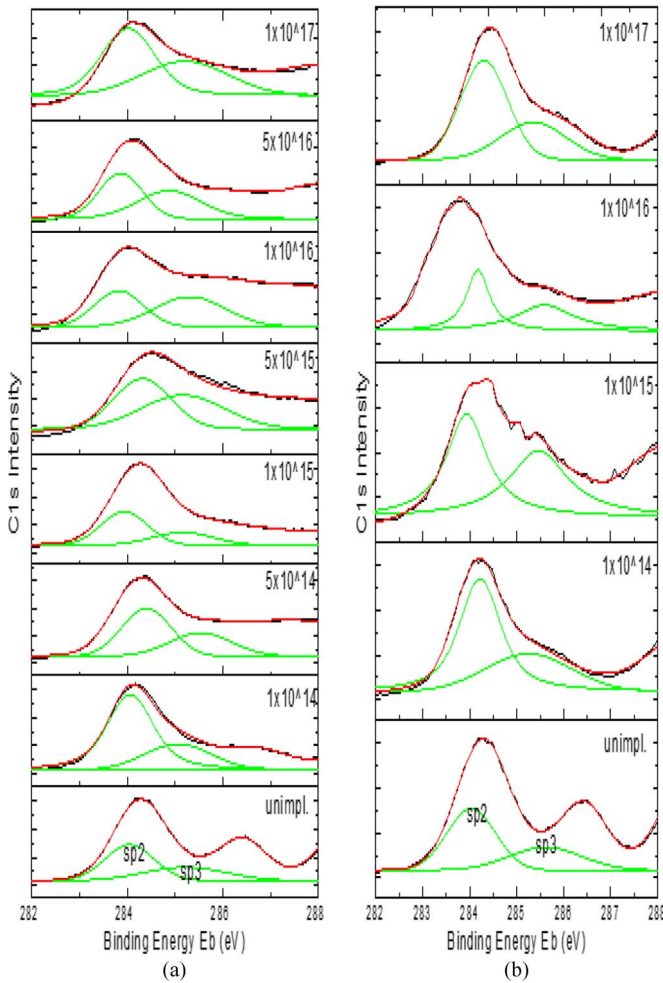 1x10^17
5x10^16
1x10^16
5x10^15
1x10^15
5x10^14
1x10^14
unimpl.
sp2
sp3
C1s Intensity
282 284 286 288
Binding Energy Eb (eV)
(a)
1x10^17
1x10^16
1x10^15
1x10^14
unimpl.
sp2
sp3
C1s Intensity
282 283 284 285 286 287 288
Binding Energy Eb (eV)
(b)